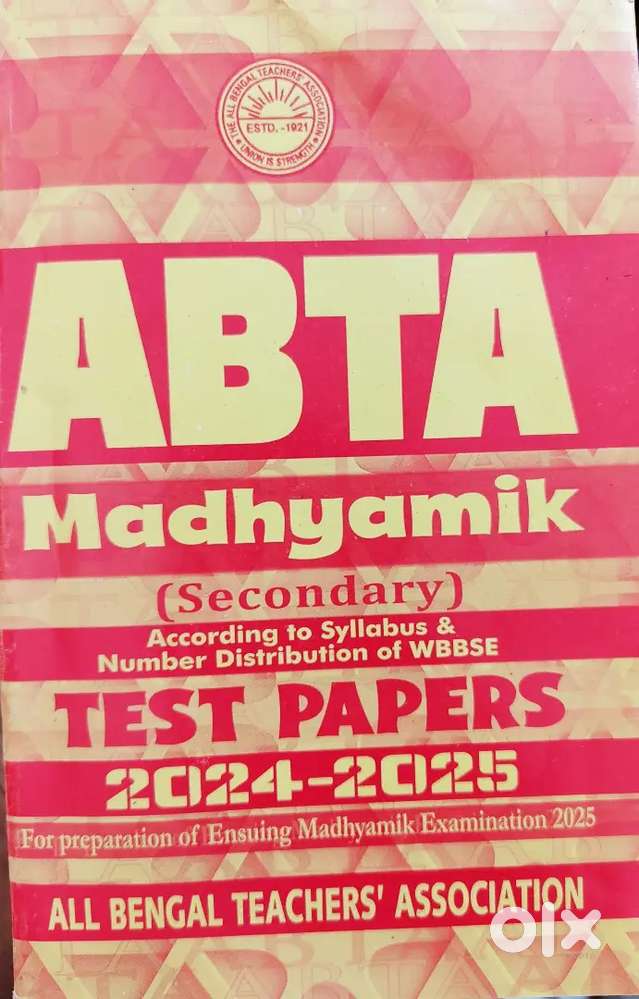 THE ALL BENGAL TEACHERS' ASSOCIATION
ESTD. -1921
UNION IS STRENGTH
ABTA
Madhyamik
(Secondary)
According to Syllabus &
Number Distribution of WBBSE
TEST PAPERS
2024-2025
For preparation of Ensuing Madhyamik Examination 2025
ALL BENGAL TEACHERS' ASSOCIATION
olx